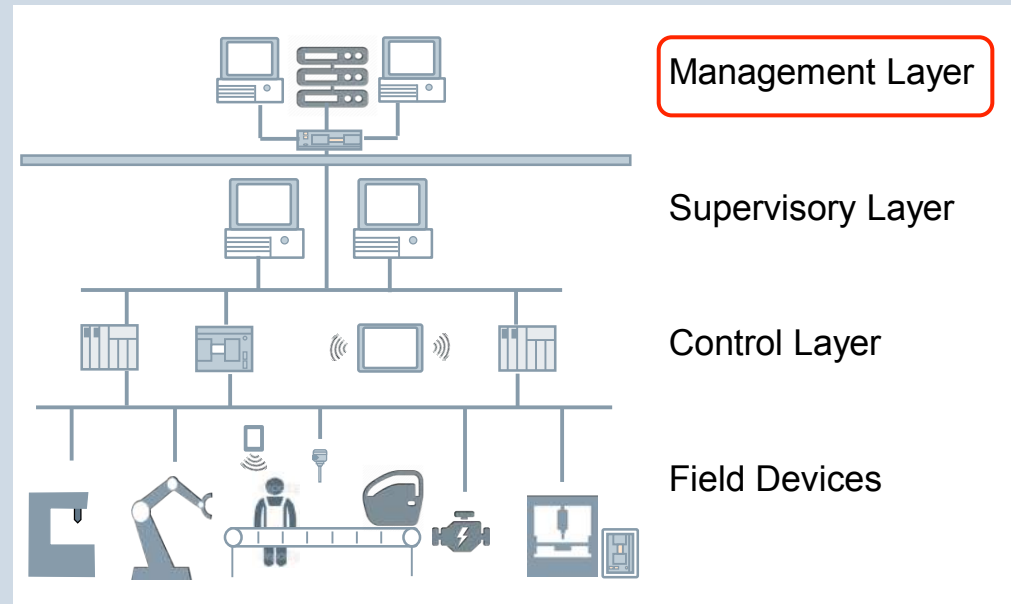 Management Layer
Supervisory Layer
Control Layer
Field Devices